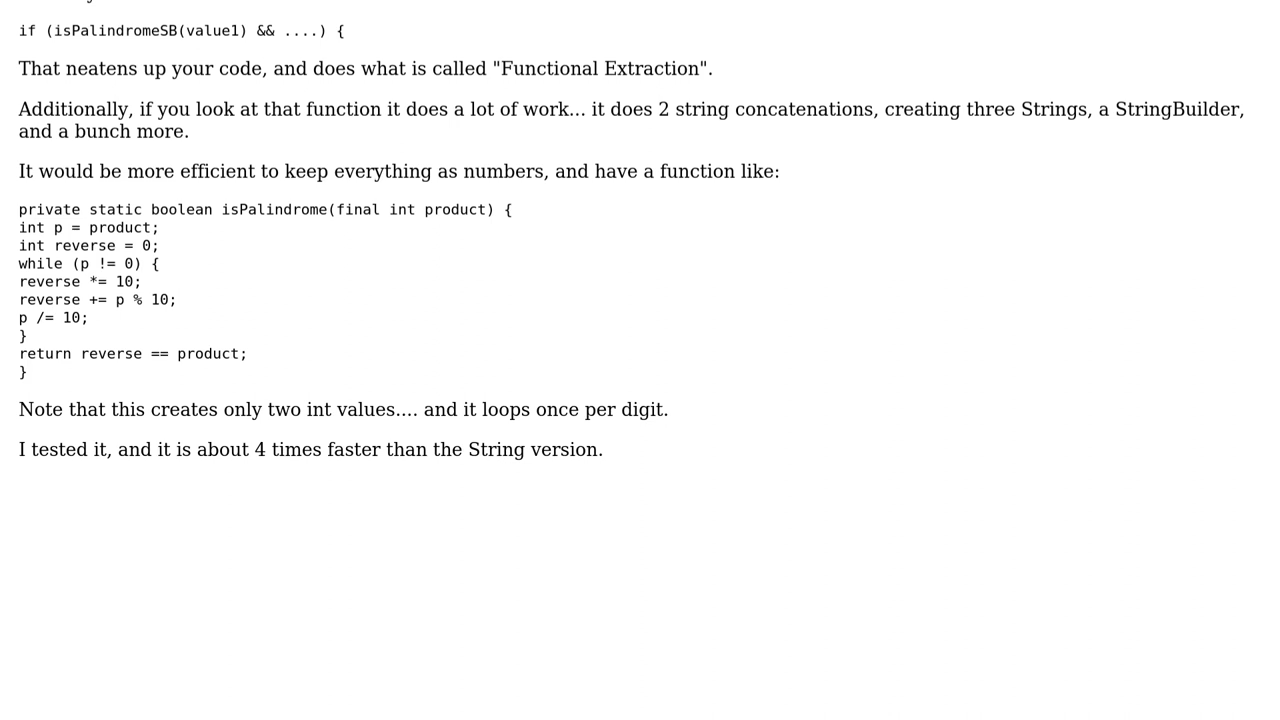 if (isPalindromeSB(value1) && ....) {
That neatens up your code, and does what is called "Functional Extraction".
Additionally, if you look at that function it does a lot of work... it does 2 string concatenations, creating three Strings, a StringBuilder,
and a bunch more.
It would be more efficient to keep everything as numbers, and have a function like:
private static boolean isPalindrome(final int product) {
int p = product;
int reverse = 0;
while (p != 0) {
reverse *= 10;
reverse += p % 10;
p /= 10;
}
return reverse == product;
}
Note that this creates only two int values.... and it loops once per digit.
I tested it, and it is about 4 times faster than the String version.